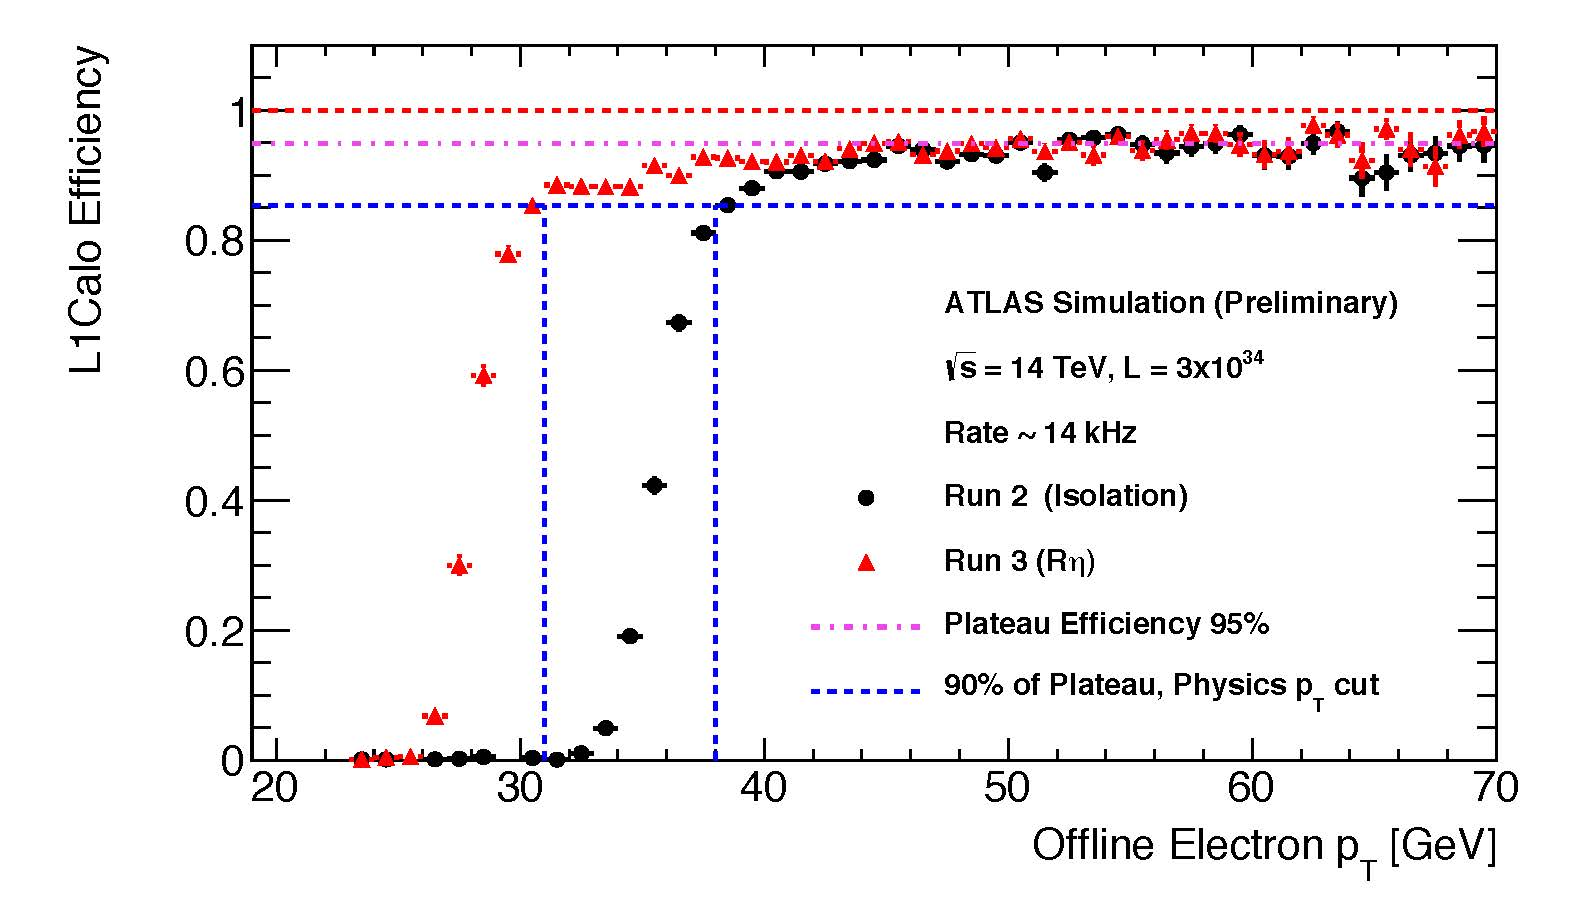 L1Calo Efficiency
1
0.8
0.6
0.4
0.2
0
20 30 40 50 60 70
Offline Electron p_T [GeV]
ATLAS Simulation (Preliminary)
√s = 14 TeV, L = 3x10³⁴
Rate ~ 14 kHz
Run 2 (Isolation)
Run 3 (Rη)
Plateau Efficiency 95%
90% of Plateau, Physics p_T cut